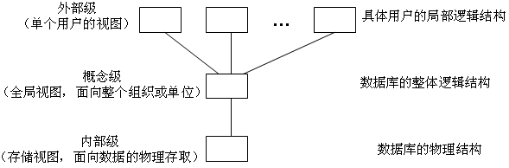 外部级
（单个用户的视图）
...
具体用户的局部逻辑结构
概念级
（全局视图，面向整个组织或单位）
数据库的整体逻辑结构
内部级
（存储视图，面向数据的物理存取）
数据库的物理结构